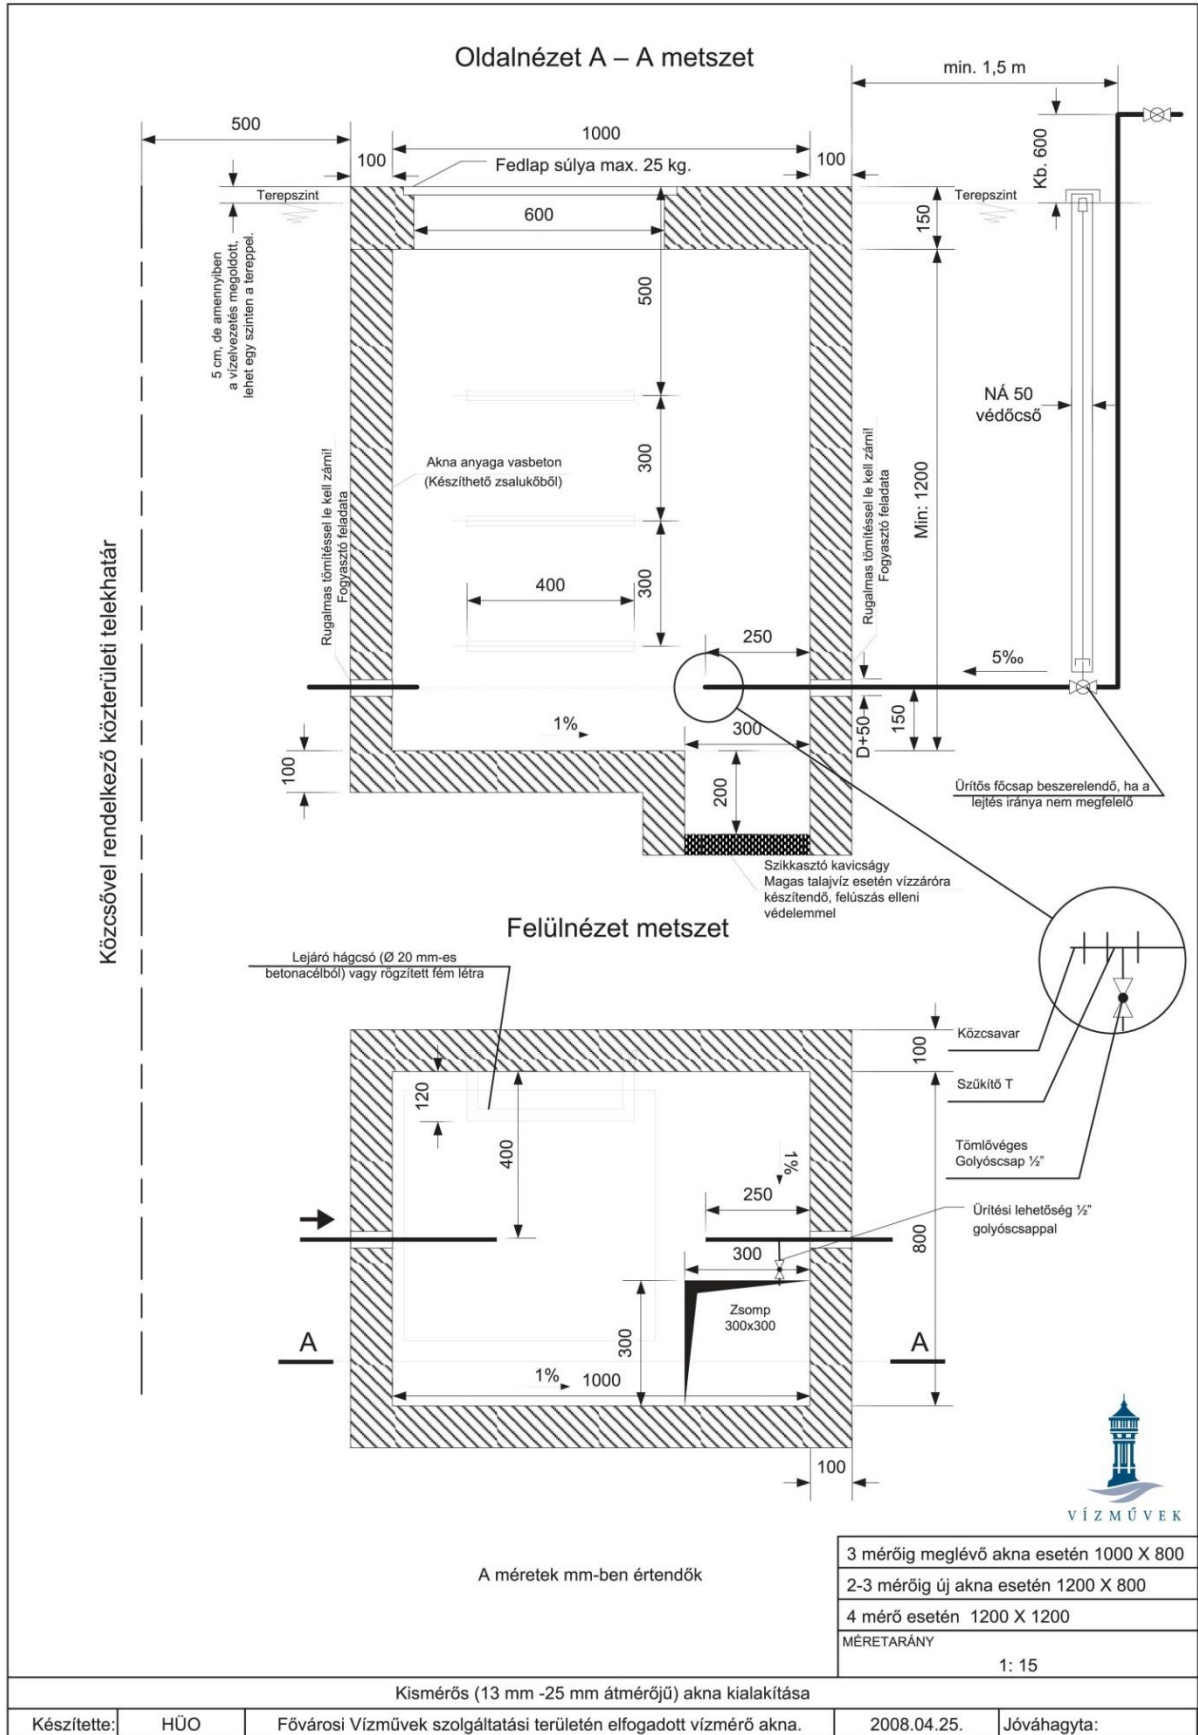 Oldalnézet A – A metszet
min. 1,5 m
500
1000
100
100
Fedlap súlya max. 25 kg.
Kb. 600
Terepszint
Terepszint
600
150
5 cm, de amennyiben
a vízelvezetés megoldott,
lehet egy szinten a tereppel.
500
NÁ 50
védőcső
Akna anyaga vasbeton
(Készíthető zsalukőből)
300
Rugalmas tömítéssel le kell zárni!
Fogyasztó feladata
Rugalmas tömítéssel le kell zárni!
Fogyasztó feladata
Min: 1200
Közcsővel rendelkező közterületi telekhatár
400
300
250
5‰
1%
300
D+50
150
100
200
Ürítős főcsap beszerelendő, ha a
lejtés iránya nem megfelelő
Szikkasztó kavicságy
Magas talajvíz esetén vízzáróra
készítendő, felúszás elleni
védelemmel
Felülnézet metszet
Lejáró hágcsó (Ø 20 mm-es
betonacélból) vagy rögzített fém létra
Közcsavar
100
Szűkítő T
120
400
Tömlővéges
Golyóscsap ½”
1%
250
Ürítési lehetőség ½”
golyóscsappal
800
300
Zsomp
300x300
300
A
A
1%
1000
100
VÍZMŰVEK
A méretek mm-ben értendők
3 mérőig meglévő akna esetén 1000 X 800
2-3 mérőig új akna esetén 1200 X 800
4 mérő esetén 1200 X 1200
MÉRETARÁNY
1: 15
Kismérős (13 mm -25 mm átmérőjű) akna kialakítása
Készítette: HÜO Fővárosi Vízművek szolgáltatási területén elfogadott vízmérő akna. 2008.04.25. Jóváhagyta: